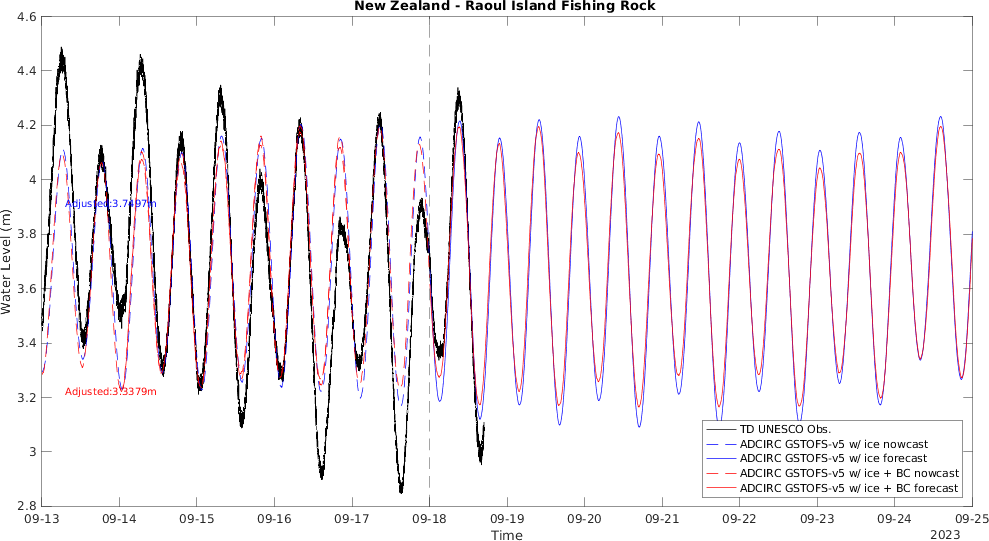 New Zealand - Raoul Island Fishing Rock
4.6
4.4
4.2
4
3.8
3.6
3.4
3.2
3
2.8
Water Level (m)
Adjusted:3.7497m
Adjusted:3.3379m
TD UNESCO Obs.
ADCIRC GSTOFS-v5 w/ ice nowcast
ADCIRC GSTOFS-v5 w/ ice forecast
ADCIRC GSTOFS-v5 w/ ice + BC nowcast
ADCIRC GSTOFS-v5 w/ ice + BC forecast
09-13 09-14 09-15 09-16 09-17 09-18 09-19 09-20 09-21 09-22 09-23 09-24 09-25
Time
2023